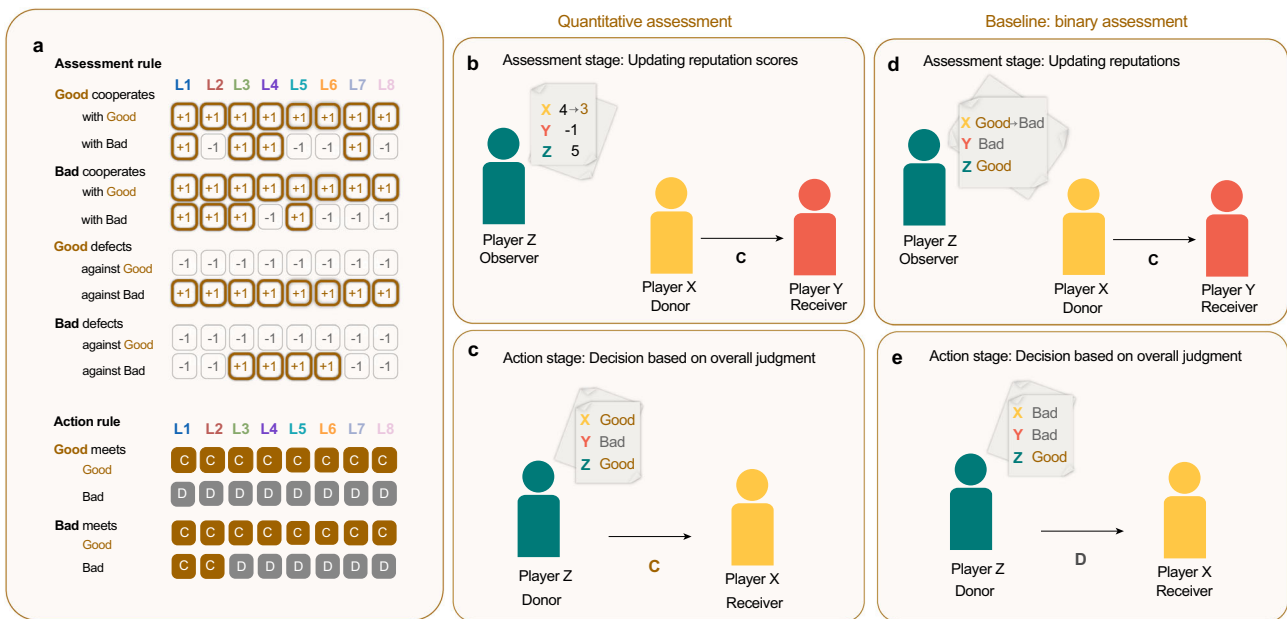 Quantitative assessment
Baseline: binary assessment
a
Assessment rule
L1 L2 L3 L4 L5 L6 L7 L8
Good cooperates
with Good +1 +1 +1 +1 +1 +1 +1 +1
with Bad +1 -1 +1 +1 -1 -1 +1 -1
Bad cooperates
with Good +1 +1 +1 +1 +1 +1 +1 +1
with Bad +1 +1 +1 -1 +1 -1 -1 -1
Good defects
against Good -1 -1 -1 -1 -1 -1 -1 -1
against Bad +1 +1 +1 +1 +1 +1 +1 +1
Bad defects
against Good -1 -1 -1 -1 -1 -1 -1 -1
against Bad -1 -1 +1 +1 +1 +1 -1 -1
Action rule
L1 L2 L3 L4 L5 L6 L7 L8
Good meets
Good C C C C C C C C
Bad D D D D D D D D
Bad meets
Good C C C C C C C C
Bad C C D D D D D D
b
Assessment stage: Updating reputation scores
X 4→3
Y -1
Z 5
Player Z
Observer
C
Player X
Donor
Player Y
Receiver
c
Action stage: Decision based on overall judgment
X Good
Y Bad
Z Good
C
Player Z
Donor
Player X
Receiver
d
Assessment stage: Updating reputations
X Good→Bad
Y Bad
Z Good
Player Z
Observer
C
Player X
Donor
Player Y
Receiver
e
Action stage: Decision based on overall judgment
X Bad
Y Bad
Z Good
D
Player Z
Donor
Player X
Receiver